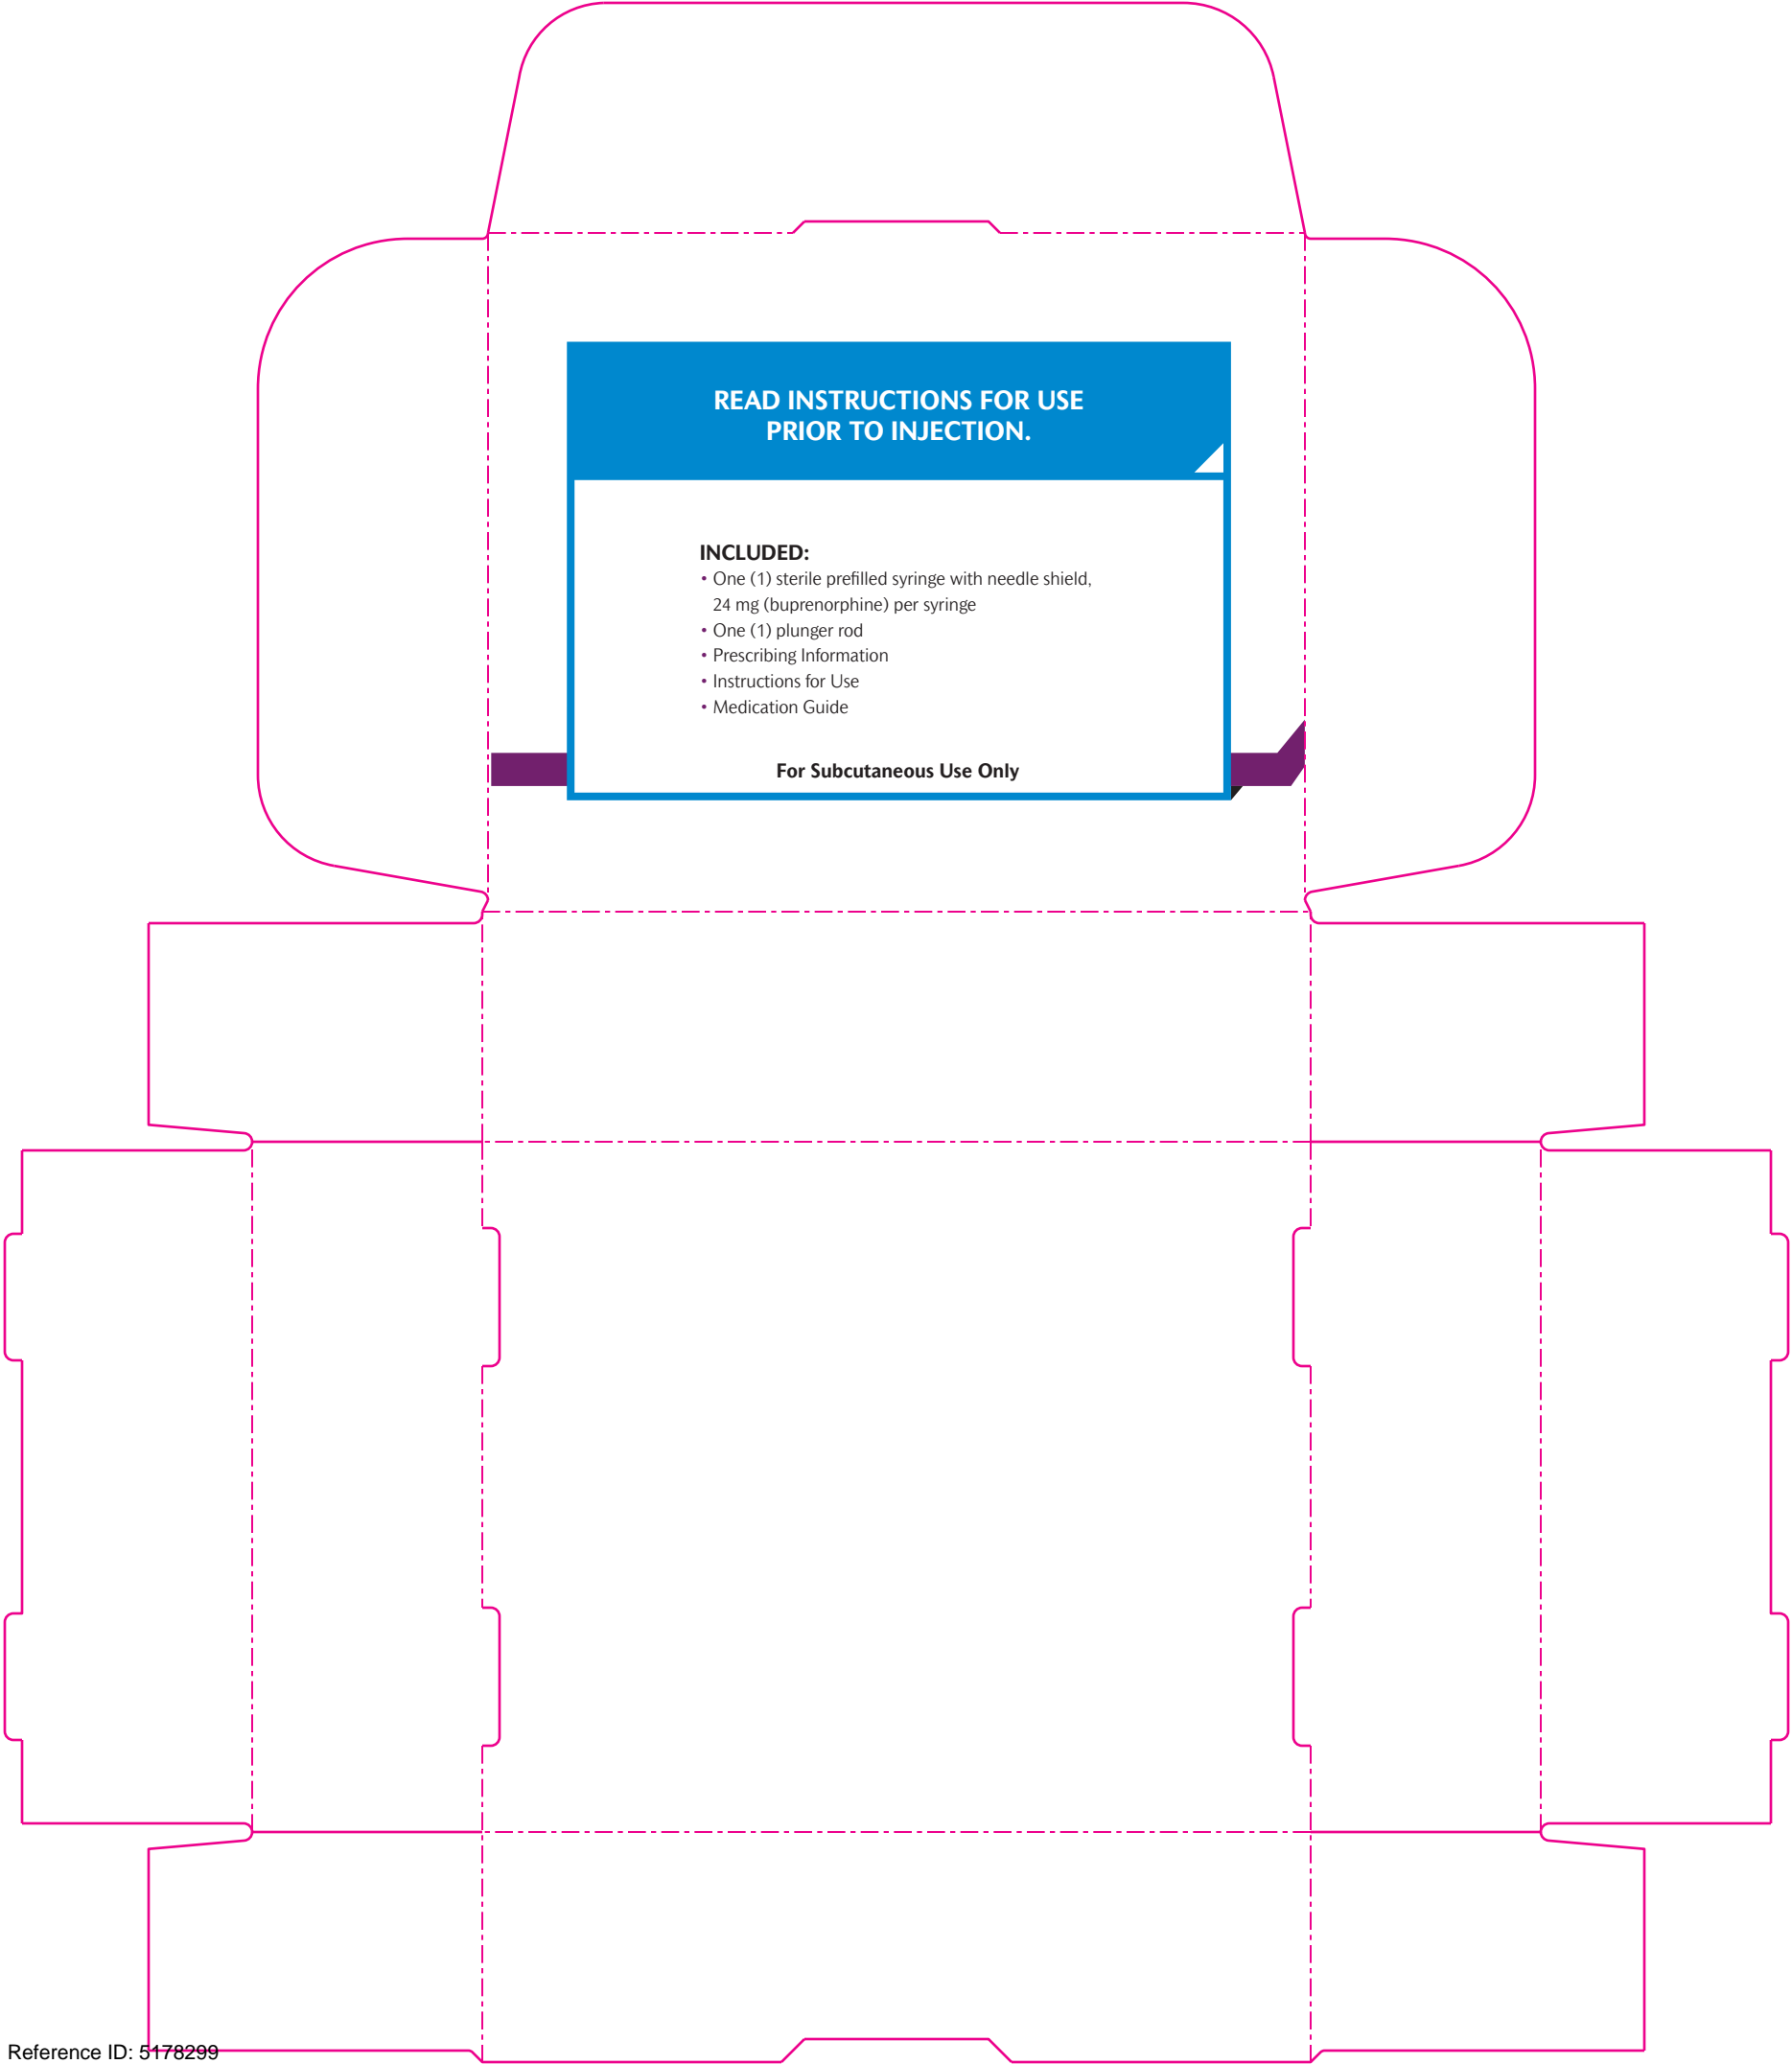 READ INSTRUCTIONS FOR USE
PRIOR TO INJECTION.
INCLUDED:
• One (1) sterile prefilled syringe with needle shield,
24 mg (buprenorphine) per syringe
• One (1) plunger rod
• Prescribing Information
• Instructions for Use
• Medication Guide
For Subcutaneous Use Only
Reference ID: 5178299